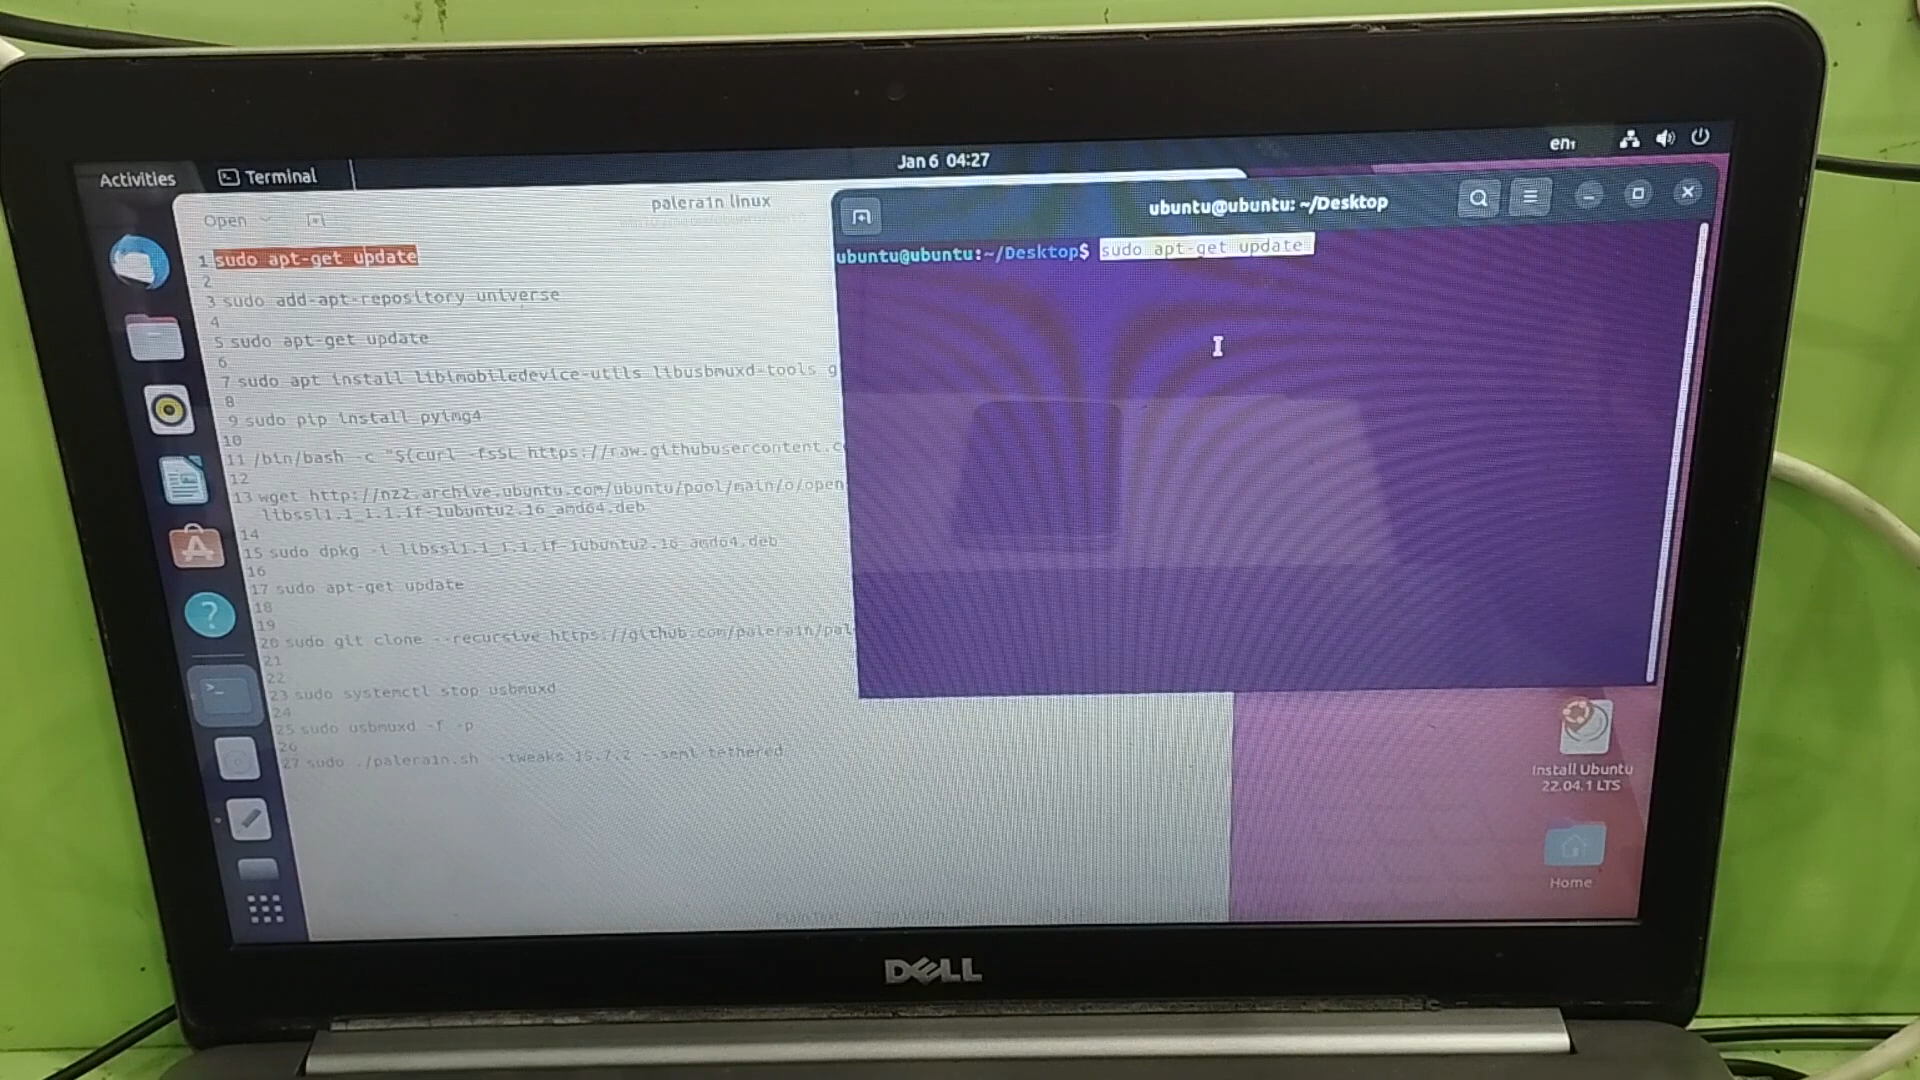 Activities
Terminal
Jan 6 04:27
en₁
Open
palera1n linux
ubuntu@ubuntu: ~/Desktop
ubuntu@ubuntu:~/Desktop$ sudo apt-get update
1 sudo apt-get update
2
3 sudo add-apt-repository universe
4
5 sudo apt-get update
6
7 sudo apt install libimobiledevice-utils libusbmuxd-tools g
8
9 sudo pip install pyimg4
10
11 /bin/bash -c "$(curl -fsSL https://raw.githubusercontent.c
12
13 wget http://nz2.archive.ubuntu.com/ubuntu/pool/main/o/open
libssl1.1_1.1.1f-1ubuntu2.16_amd64.deb
14
15 sudo dpkg -i libssl1.1_1.1.1f-1ubuntu2.16_amd64.deb
16
17 sudo apt-get update
18
19
20 sudo git clone --recursive https://github.com/palera1n/pal
21
22
23 sudo systemctl stop usbmuxd
24
25 sudo usbmuxd -f -p
26
27 sudo ./palera1n.sh --tweaks 15.7.2 --semi-tethered
Install Ubuntu
22.04.1 LTS
Home
DELL